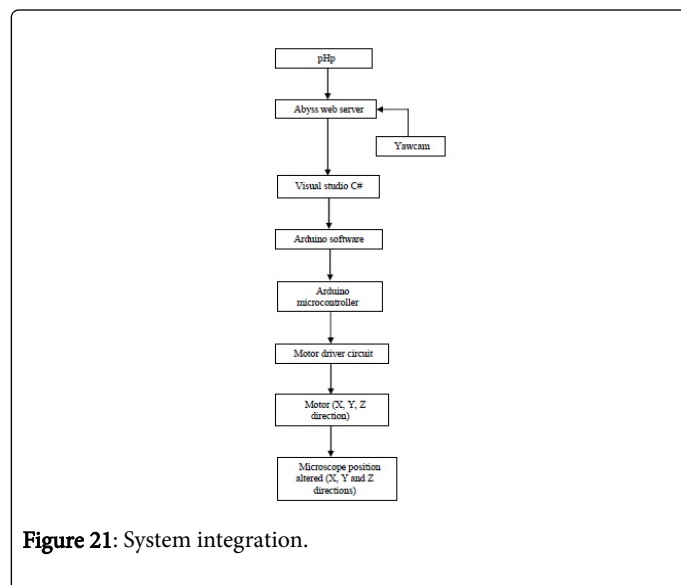 pHp
Abyss web server
Yawcam
Visual studio C#
Arduino software
Arduino
microcontroller
Motor driver circuit
Motor (X, Y, Z
direction)
Microscope position
altered (X, Y and Z
directions)
Figure 21: System integration.